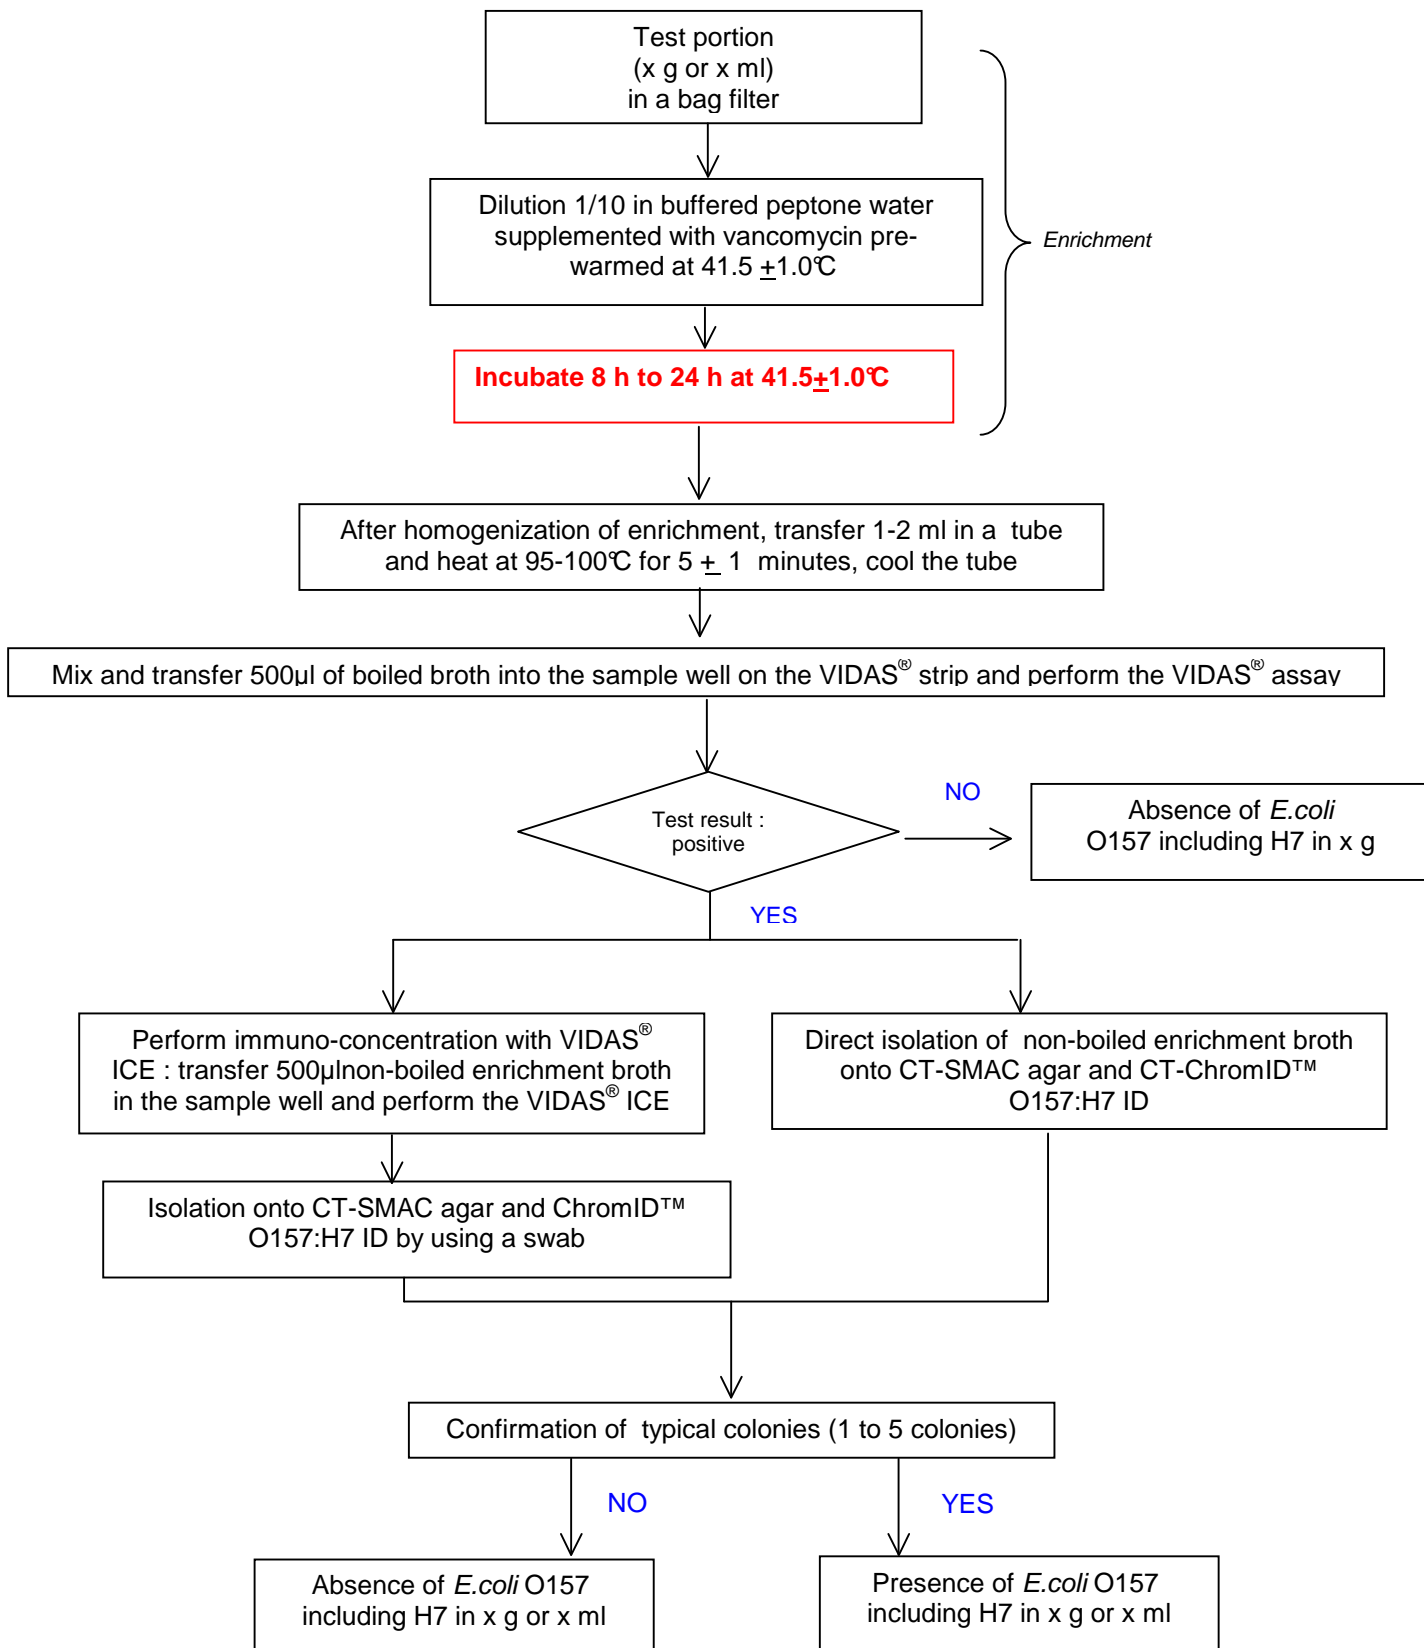 Test portion
(x g or x ml)
in a bag filter
Dilution 1/10 in buffered peptone water
supplemented with vancomycin pre-
warmed at 41.5 ±1.0°C
Enrichment
Incubate 8 h to 24 h at 41.5±1.0°C
After homogenization of enrichment, transfer 1-2 ml in a tube
and heat at 95-100°C for 5 ± 1 minutes, cool the tube
Mix and transfer 500µl of boiled broth into the sample well on the VIDAS® strip and perform the VIDAS® assay
Test result :
positive
NO
Absence of E.coli
O157 including H7 in x g
YES
Perform immuno-concentration with VIDAS®
ICE : transfer 500µlnon-boiled enrichment broth
in the sample well and perform the VIDAS® ICE
Direct isolation of non-boiled enrichment broth
onto CT-SMAC agar and CT-ChromID™
O157:H7 ID
Isolation onto CT-SMAC agar and ChromID™
O157:H7 ID by using a swab
Confirmation of typical colonies (1 to 5 colonies)
NO
YES
Absence of E.coli O157
including H7 in x g or x ml
Presence of E.coli O157
including H7 in x g or x ml